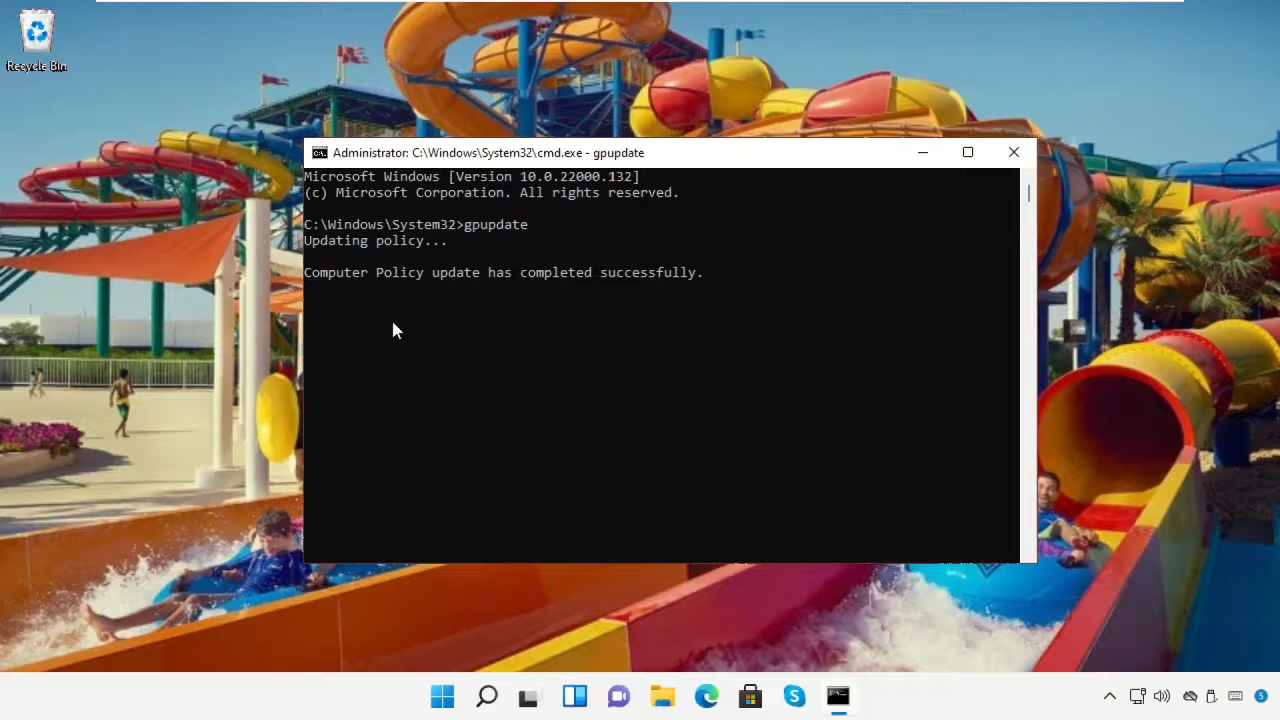 Recycle Bin
Administrator: C:\Windows\System32\cmd.exe - gpupdate
Microsoft Windows [Version 10.0.22000.132]
(c) Microsoft Corporation. All rights reserved.
C:\Windows\System32>gpupdate
Updating policy...
Computer Policy update has completed successfully.
5